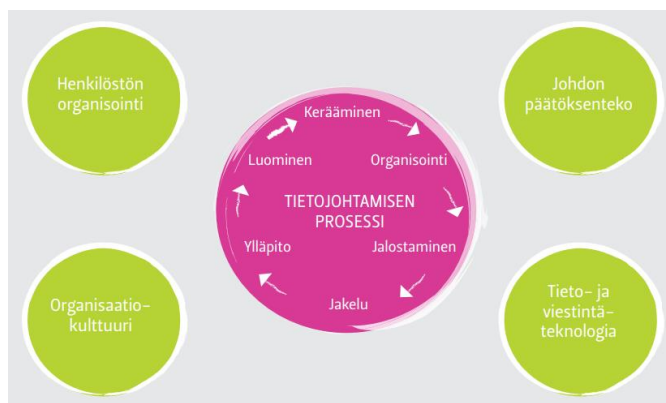 Henkilöstön
organisointi
Johdon
päätöksenteko
Kerääminen
Luominen
Organisointi
TIETOJOHTAMISEN
PROSESSI
Ylläpito
Jalostaminen
Jakelu
Organisaatio-
kulttuuri
Tieto- ja
viestintä-
teknologia